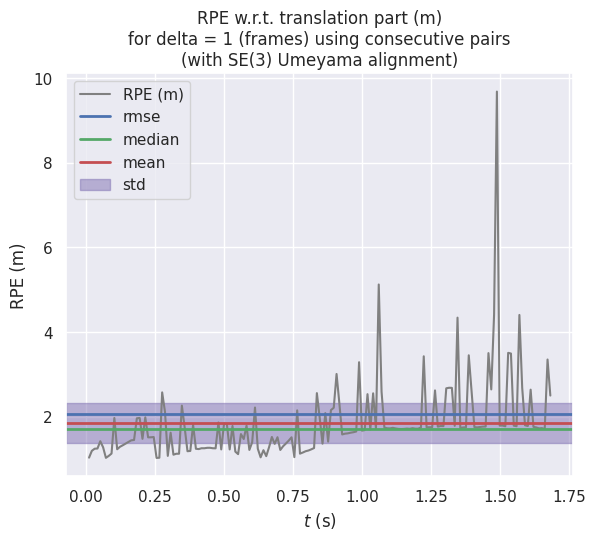 RPE w.r.t. translation part (m)
for delta = 1 (frames) using consecutive pairs
(with SE(3) Umeyama alignment)
RPE (m)
rmse
median
mean
std
RPE (m)
10
8
6
4
2
0.00 0.25 0.50 0.75 1.00 1.25 1.50 1.75
t (s)